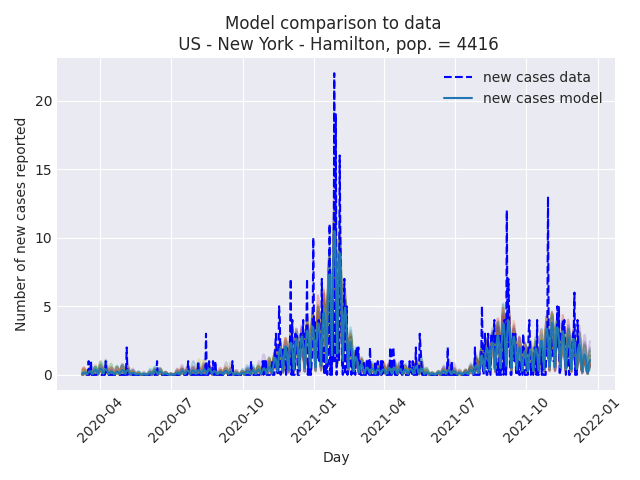 Model comparison to data
US - New York - Hamilton, pop. = 4416
new cases data
new cases model
Number of new cases reported
20
15
10
5
0
2020-04
2020-07
2020-10
2021-01
2021-04
2021-07
2021-10
2022-01
Day